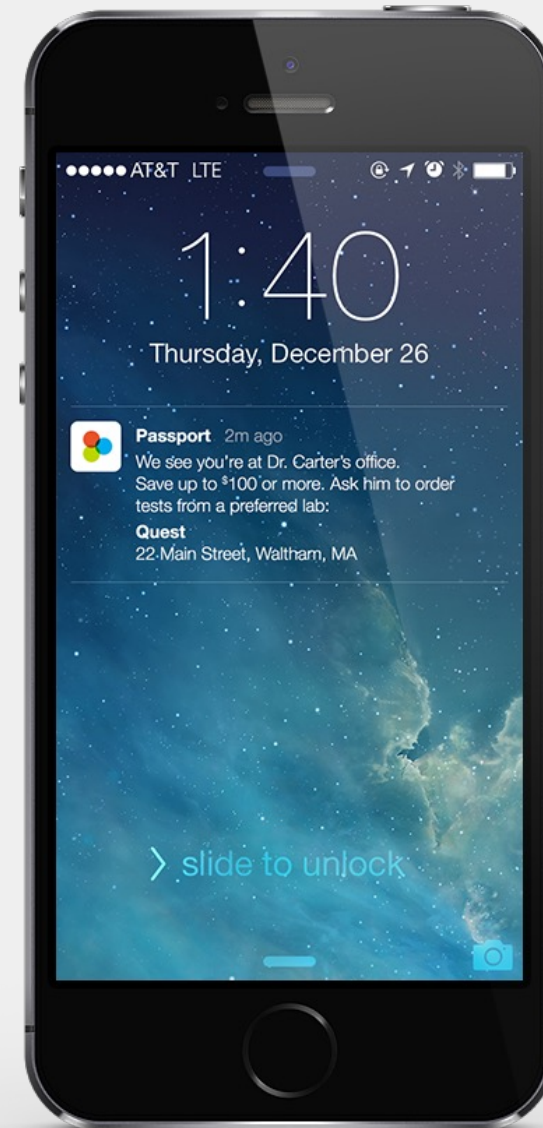 AT&T LTE
1:40
Thursday, December 26
Passport 2m ago
We see you're at Dr. Carter's office.
Save up to $100 or more. Ask him to order
tests from a preferred lab:
Quest
22 Main Street, Waltham, MA
> slide to unlock